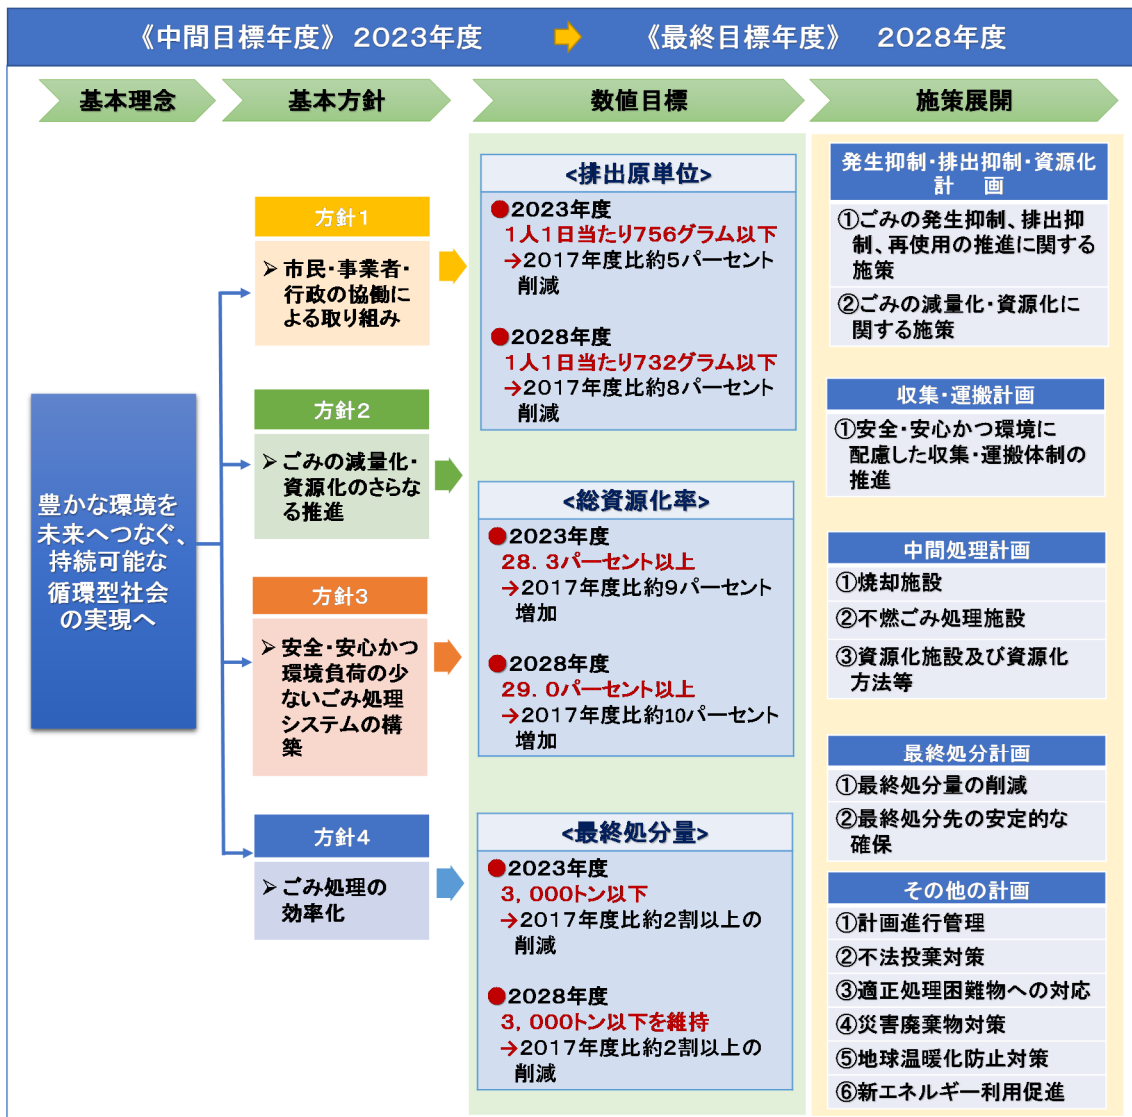 《中間目標年度》 2023年度 《最終目標年度》 2028年度
基本理念
基本方針
数値目標
施策展開
豊かな環境を
未来へつなぐ、
持続可能な
循環型社会
の実現へ
方針1
➢ 市民・事業者・
行政の協働に
よる取り組み
方針2
➢ ごみの減量化・
資源化のさらな
る推進
方針3
➢ 安全・安心かつ
環境負荷の少
ないごみ処理
システムの構
築
方針4
➢ ごみ処理の
効率化
<排出原単位>
●2023年度
1人1日当たり756グラム以下
→2017年度比約5パーセント
削減
●2028年度
1人1日当たり732グラム以下
→2017年度比約8パーセント
削減
<総資源化率>
●2023年度
28.3パーセント以上
→2017年度比約9パーセント
増加
●2028年度
29.0パーセント以上
→2017年度比約10パーセント
増加
<最終処分量>
●2023年度
3,000トン以下
→2017年度比約2割以上の
削減
●2028年度
3,000トン以下を維持
→2017年度比約2割以上の
削減
発生抑制・排出抑制・資源化
計 画
①ごみの発生抑制、排出抑
制、再使用の推進に関する
施策
②ごみの減量化・資源化に
関する施策
収集・運搬計画
①安全・安心かつ環境に
配慮した収集・運搬体制の
推進
中間処理計画
①焼却施設
②不燃ごみ処理施設
③資源化施設及び資源化
方法等
最終処分計画
①最終処分量の削減
②最終処分先の安定的な
確保
その他の計画
①計画進行管理
②不法投棄対策
③適正処理困難物への対応
④災害廃棄物対策
⑤地球温暖化防止対策
⑥新エネルギー利用促進